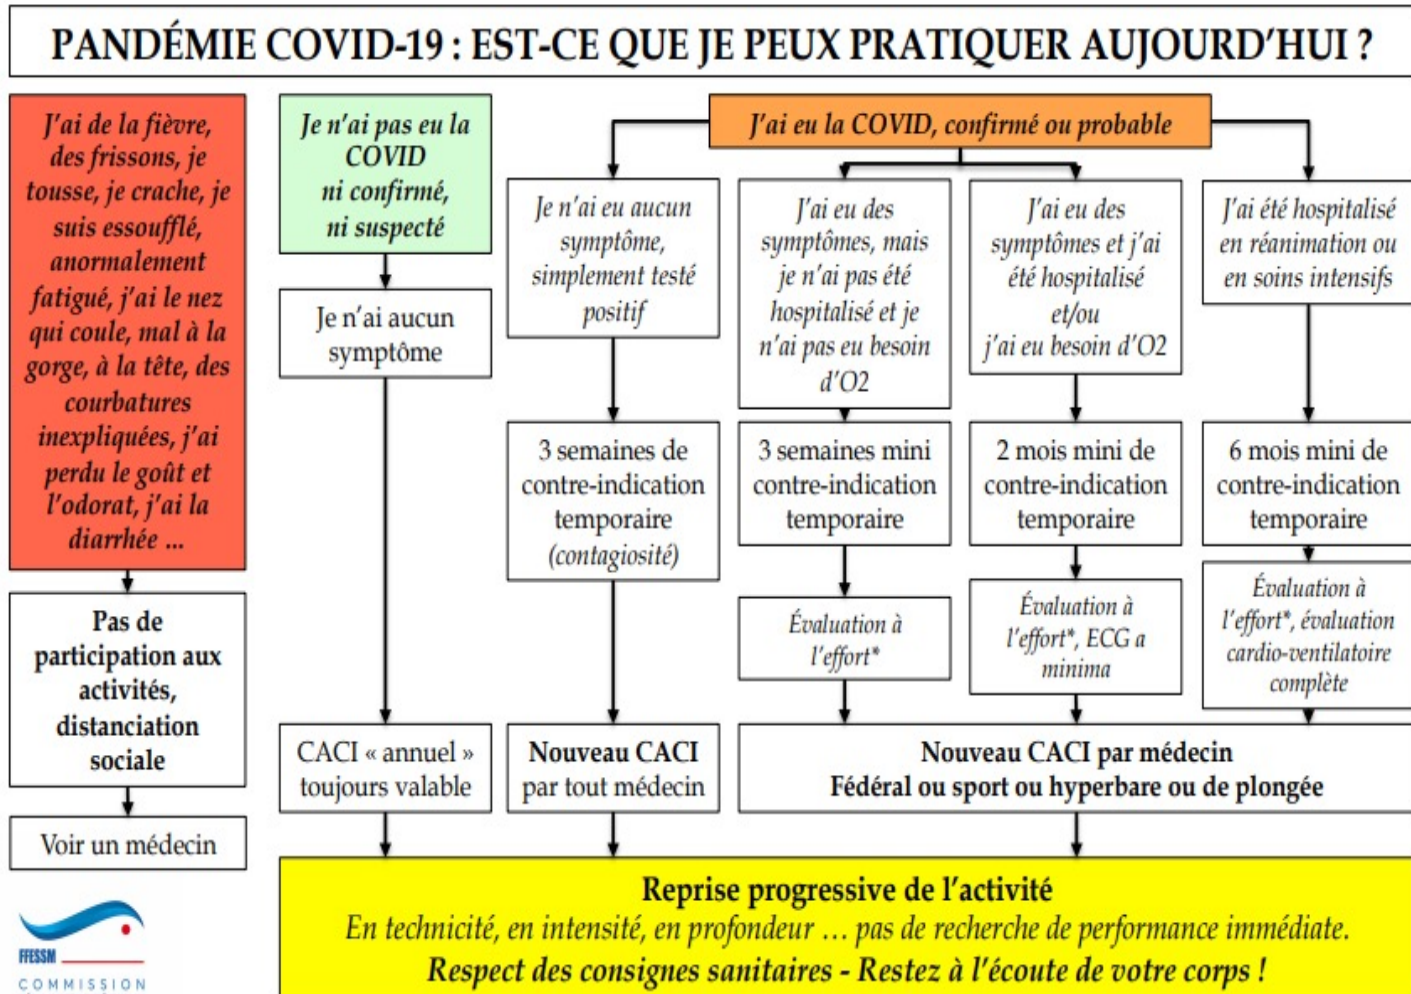 PANDÉMIE COVID-19 : EST-CE QUE JE PEUX PRATIQUER AUJOURD’HUI ?
J’ai de la fièvre,
des frissons, je
tousse, je crache, je
suis essoufflé,
anormalement
fatigué, j’ai le nez
qui coule, mal à la
gorge, à la tête, des
courbatures
inexpliquées, j’ai
perdu le goût et
l’odorat, j’ai la
diarrhée ...
Pas de
participation aux
activités,
distanciation
sociale
Voir un médecin
Je n’ai pas eu la
COVID
ni confirmé,
ni suspecté
Je n’ai aucun
symptôme
CACI « annuel »
toujours valable
J’ai eu la COVID, confirmé ou probable
Je n’ai eu aucun
symptôme,
simplement testé
positif
3 semaines de
contre-indication
temporaire
(contagiosité)
Nouveau CACI
par tout médecin
J’ai eu des
symptômes, mais
je n’ai pas été
hospitalisé et je
n’ai pas eu besoin
d’O2
3 semaines mini
contre-indication
temporaire
Évaluation à
l’effort*
J’ai eu des
symptômes et j’ai
été hospitalisé
et/ou
j’ai eu besoin d’O2
2 mois mini de
contre-indication
temporaire
Évaluation à
l’effort*, ECG a
minima
J’ai été hospitalisé
en réanimation ou
en soins intensifs
6 mois mini de
contre-indication
temporaire
Évaluation à
l’effort*, évaluation
cardio-ventilatoire
complète
Nouveau CACI par médecin
Fédéral ou sport ou hyperbare ou de plongée
Reprise progressive de l’activité
En technicité, en intensité, en profondeur … pas de recherche de performance immédiate.
Respect des consignes sanitaires - Restez à l’écoute de votre corps !
FFESSM
COMMISSION